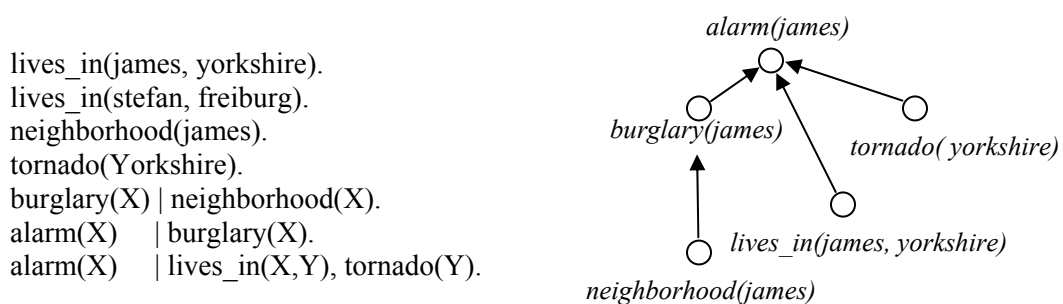 lives_in(james, yorkshire).
lives_in(stefan, freiburg).
neighborhood(james).
tornado(Yorkshire).
burglary(X) | neighborhood(X).
alarm(X) | burglary(X).
alarm(X) | lives_in(X,Y), tornado(Y).
alarm(james)
burglary(james)
tornado( yorkshire)
lives_in(james, yorkshire)
neighborhood(james)